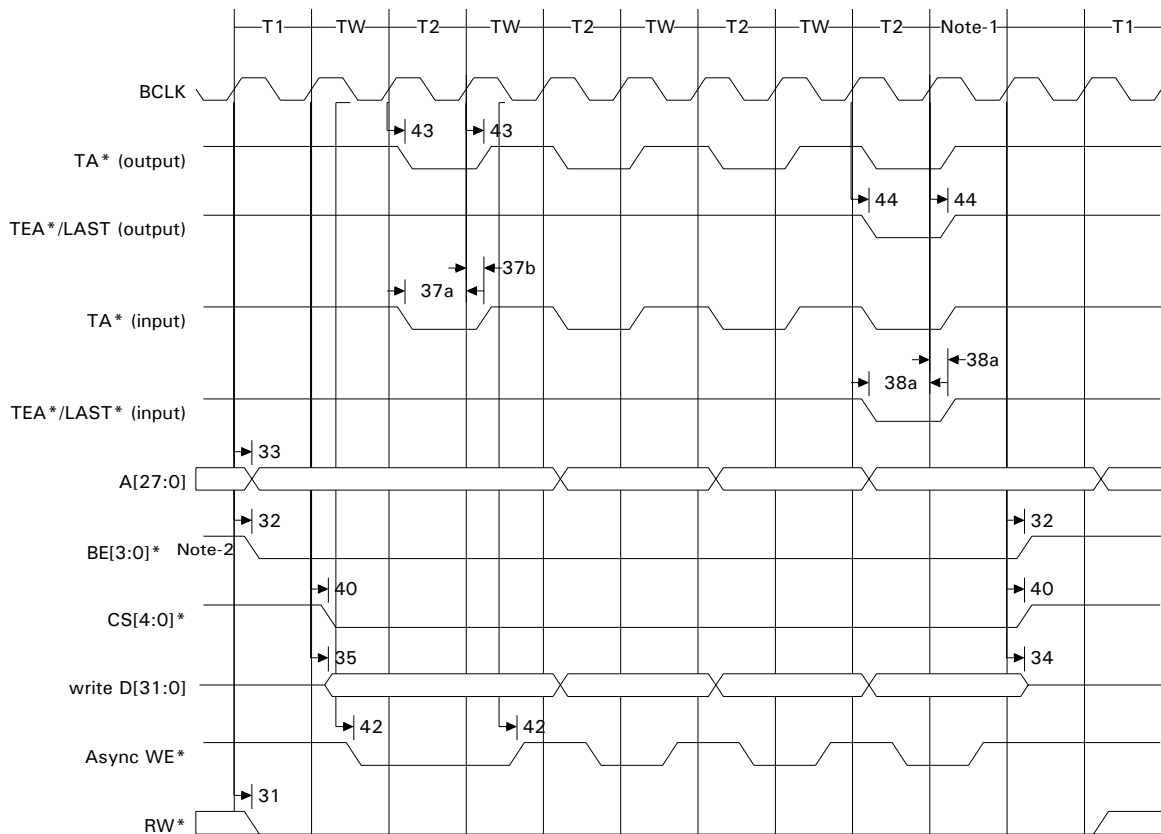 T1 TW T2 TW T2 TW T2 TW T2 Note-1 T1
BCLK
43 43
TA* (output)
44 44
TEA*/LAST (output)
37b
37a
TA* (input)
38a
38a
TEA*/LAST* (input)
33
A[27:0]
32 32
BE[3:0]* Note-2
40 40
CS[4:0]*
35 34
write D[31:0]
42 42
Async WE*
31
RW*